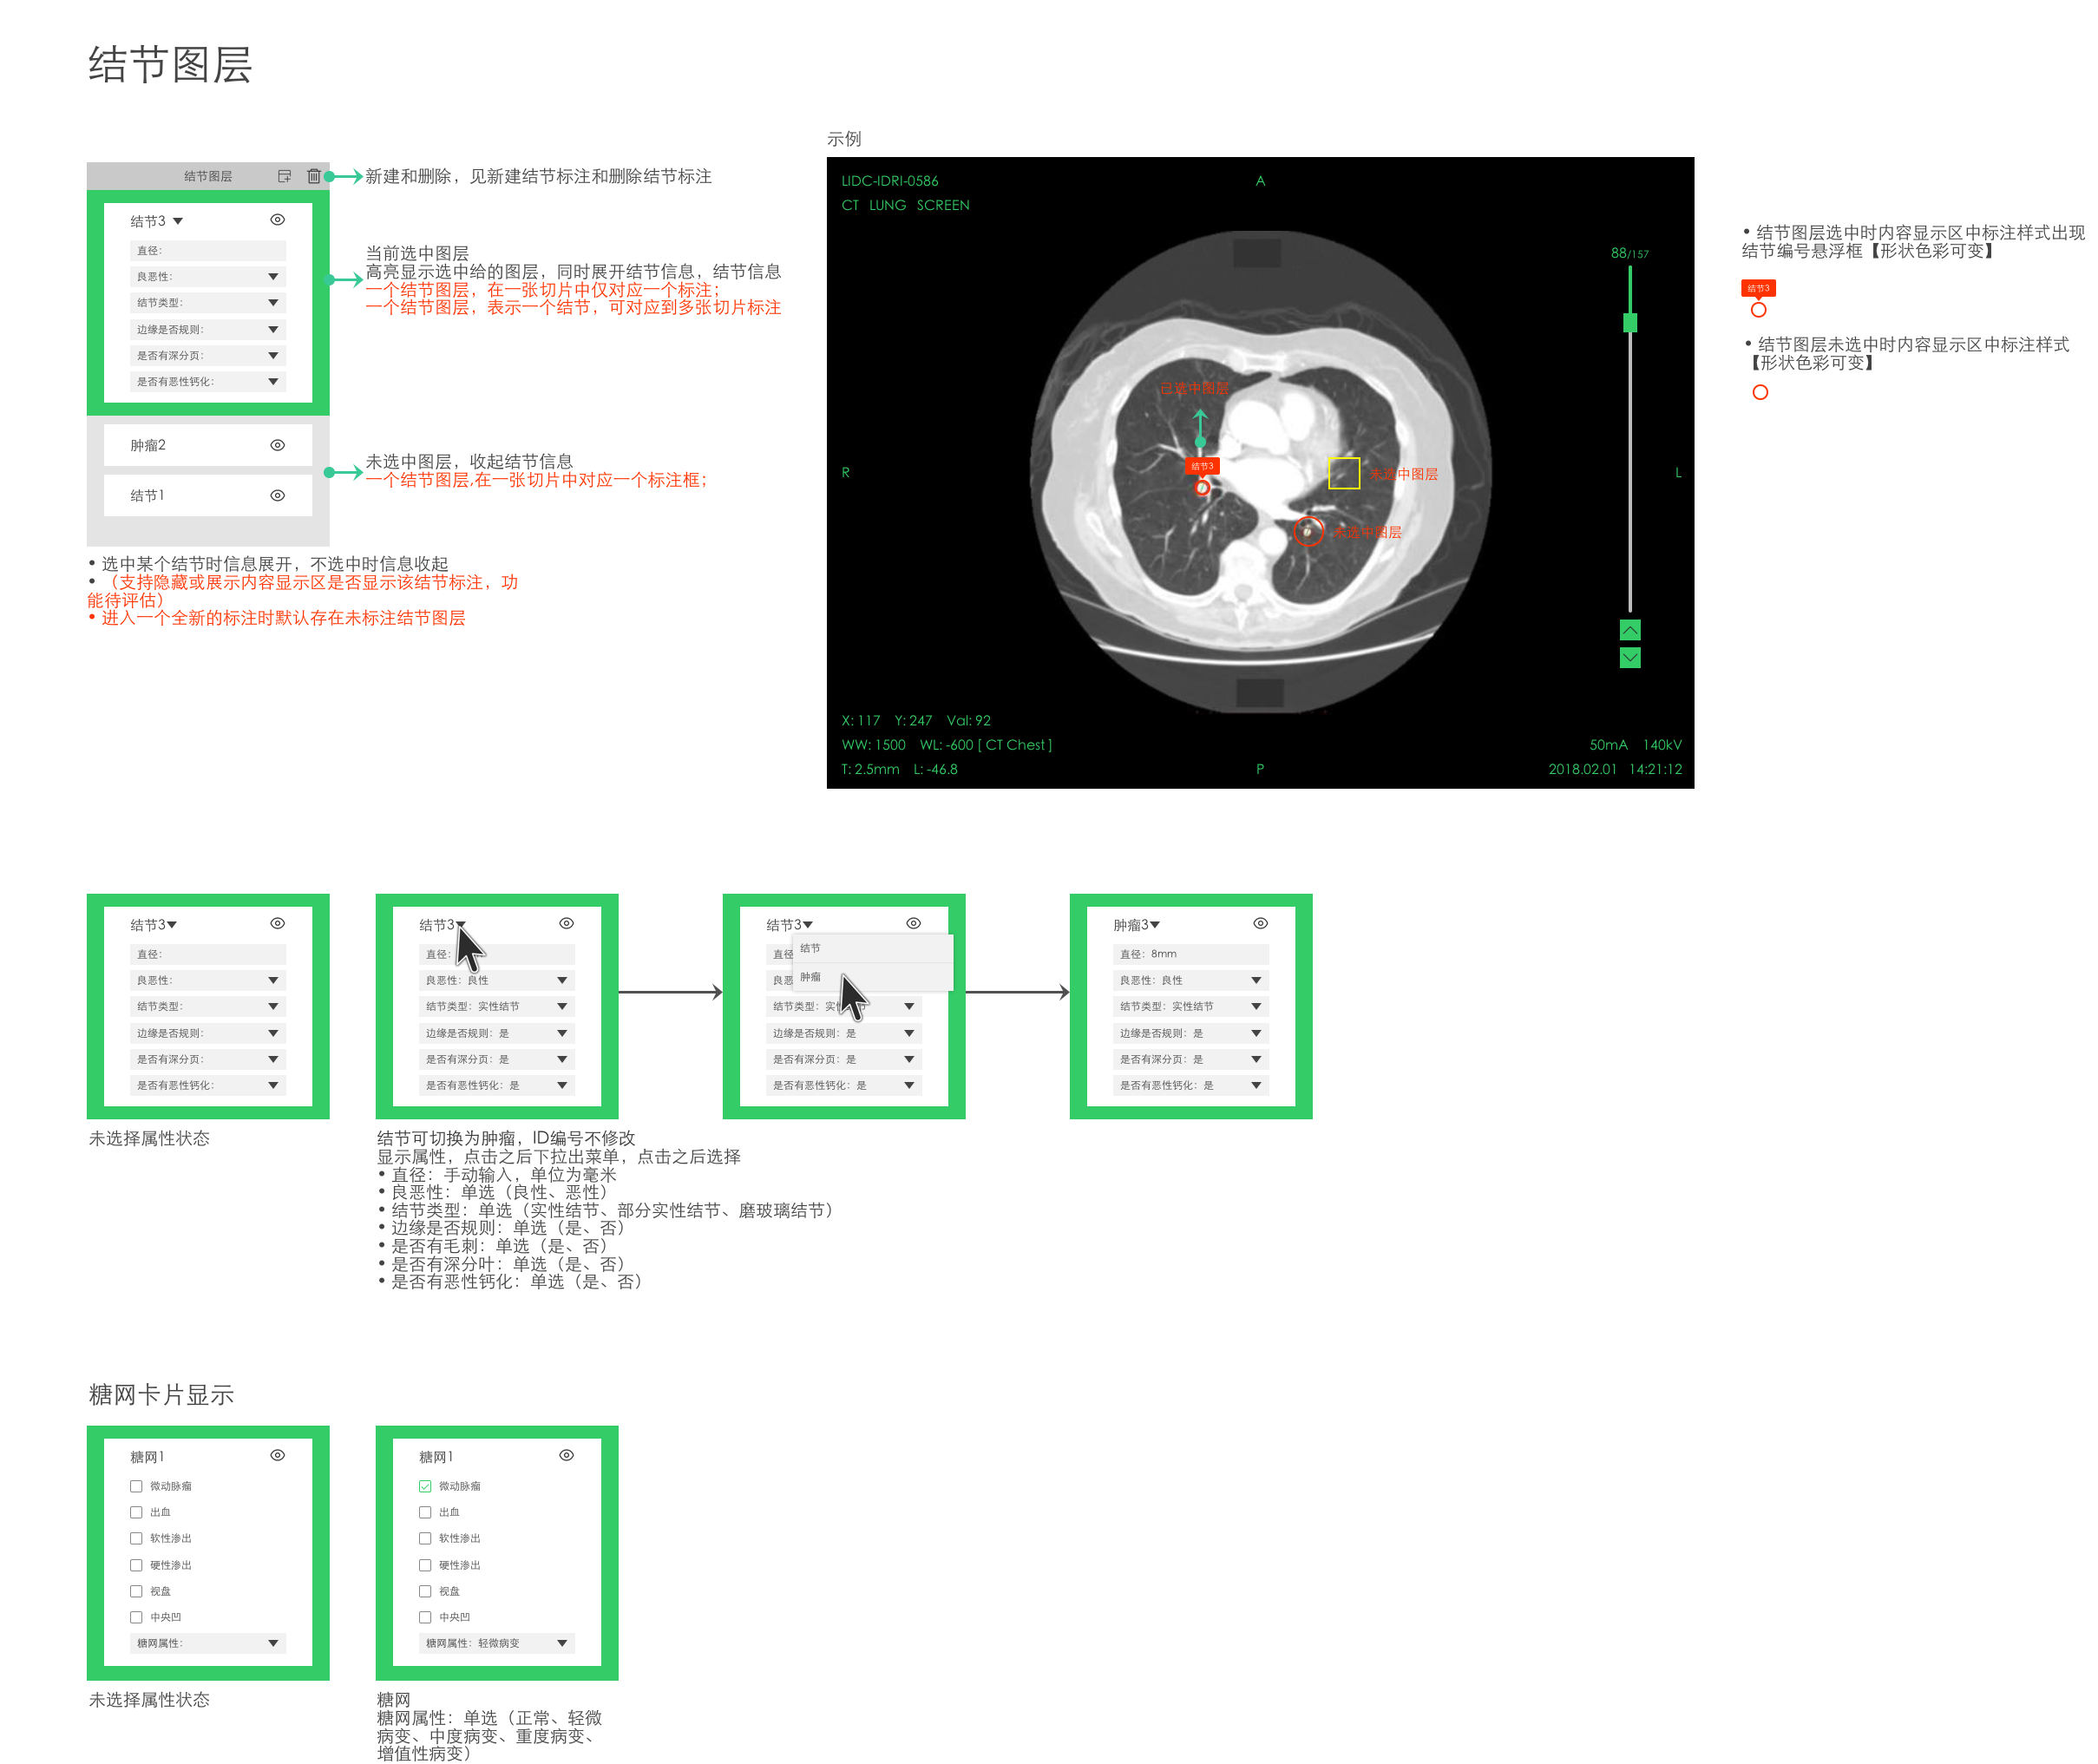 结节图层
结节图层
新建和删除，见新建结节标注和删除结节标注
结节3
直径：
良恶性：
结节类型：
边缘是否规则：
是否有深分页：
是否有恶性钙化：
当前选中图层
高亮显示选中给的图层，同时展开结节信息，结节信息
一个结节图层，在一张切片中仅对应一个标注；
一个结节图层，表示一个结节，可对应到多张切片标注
肿瘤2
结节1
未选中图层，收起结节信息
一个结节图层,在一张切片中对应一个标注框；
• 选中某个结节时信息展开，不选中时信息收起
• （支持隐藏或展示内容显示区是否显示该结节标注，功
能待评估）
• 进入一个全新的标注时默认存在未标注结节图层
示例
LIDC-IDRI-0586
CT LUNG SCREEN
A
88/157
已选中图层
结节3
未选中图层
未选中图层
R
L
X: 117 Y: 247 Val: 92
WW: 1500 WL: -600 [ CT Chest ]
T: 2.5mm L: -46.8
P
50mA 140kV
2018.02.01 14:21:12
• 结节图层选中时内容显示区中标注样式出现
结节编号悬浮框【形状色彩可变】
结节3
• 结节图层未选中时内容显示区中标注样式
【形状色彩可变】
结节3
直径：
良恶性：
结节类型：
边缘是否规则：
是否有深分页：
是否有恶性钙化：
未选择属性状态
结节3
直径：
良恶性：良性
结节类型：实性结节
边缘是否规则：是
是否有深分页：是
是否有恶性钙化：是
结节3
直径
结节
良恶
肿瘤
结节类型：实性 节
边缘是否规则：是
是否有深分页：是
是否有恶性钙化：是
肿瘤3
直径：8mm
良恶性：良性
结节类型：实性结节
边缘是否规则：是
是否有深分页：是
是否有恶性钙化：是
结节可切换为肿瘤，ID编号不修改
显示属性，点击之后下拉出菜单，点击之后选择
• 直径：手动输入，单位为毫米
• 良恶性：单选（良性、恶性）
• 结节类型：单选（实性结节、部分实性结节、磨玻璃结节）
• 边缘是否规则：单选（是、否）
• 是否有毛刺：单选（是、否）
• 是否有深分叶：单选（是、否）
• 是否有恶性钙化：单选（是、否）
糖网卡片显示
糖网1
微动脉瘤
出血
软性渗出
硬性渗出
视盘
中央凹
糖网属性：
未选择属性状态
糖网1
微动脉瘤
出血
软性渗出
硬性渗出
视盘
中央凹
糖网属性：轻微病变
糖网
糖网属性：单选（正常、轻微
病变、中度病变、重度病变、
增值性病变）